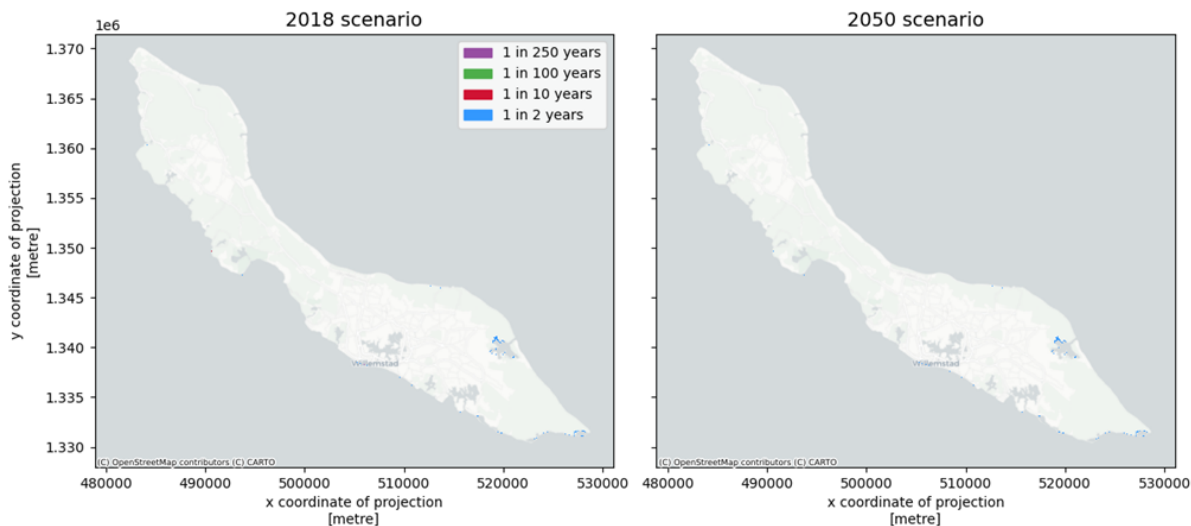 2018 scenario
2050 scenario
1e6
1 in 250 years
1 in 100 years
1 in 10 years
1 in 2 years
1.370
1.365
1.360
1.355
1.350
1.345
1.340
1.335
1.330
y coordinate of projection
[metre]
Willemstad
Willemstad
(C) OpenStreetMap contributors (C) CARTO
(C) OpenStreetMap contributors (C) CARTO
480000 490000 500000 510000 520000 530000
480000 490000 500000 510000 520000 530000
x coordinate of projection
[metre]
x coordinate of projection
[metre]